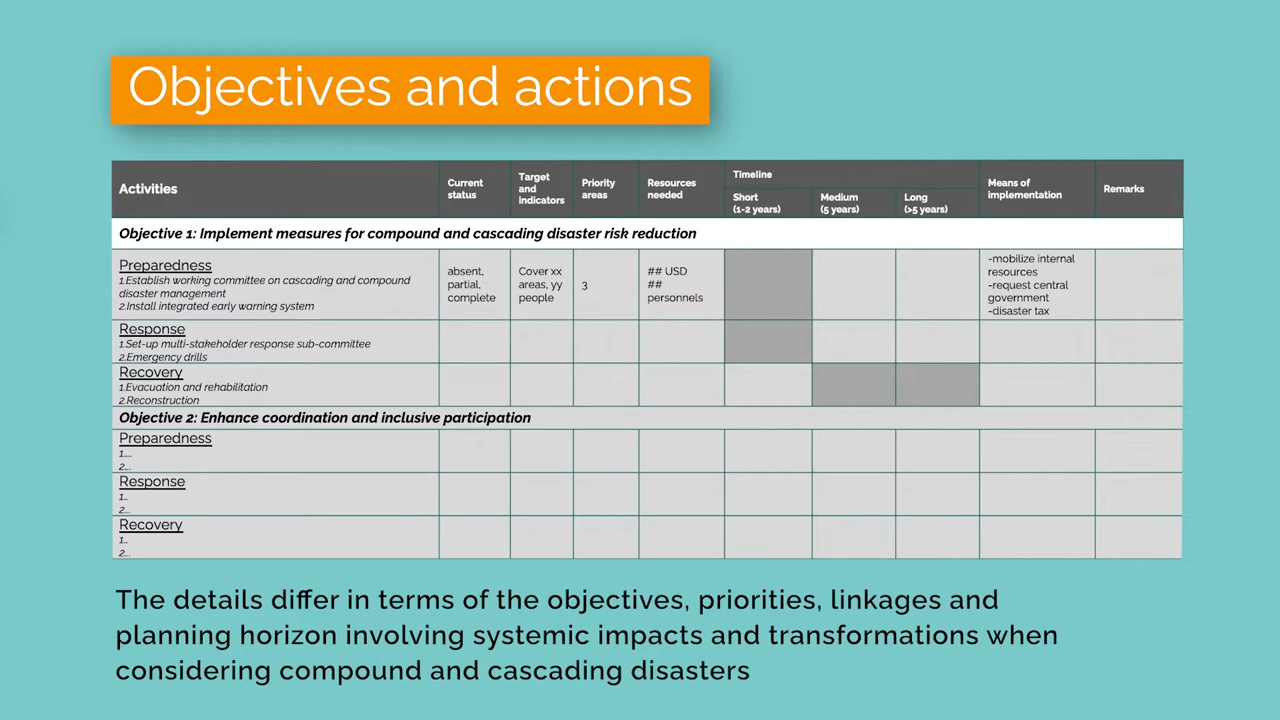 Objectives and actions
Activities
Current
status
Target
and
indicators
Priority
areas
Resources
needed
Timeline
Short
(1-2 years)
Medium
(5 years)
Long
(>5 years)
Means of
implementation
Remarks
Objective 1: Implement measures for compound and cascading disaster risk reduction
Preparedness
1.Establish working committee on cascading and compound
disaster management
2.Install integrated early warning system
absent,
partial,
complete
Cover xx
areas, yy
people
3
## USD
##
personnels
-mobilize internal
resources
-request central
government
-disaster tax
Response
1.Set-up multi-stakeholder response sub-committee
2.Emergency drills
Recovery
1.Evacuation and rehabilitation
2.Reconstruction
Objective 2: Enhance coordination and inclusive participation
Preparedness
1....
2...
Response
1..
2...
Recovery
1...
2...
The details differ in terms of the objectives, priorities, linkages and
planning horizon involving systemic impacts and transformations when
considering compound and cascading disasters